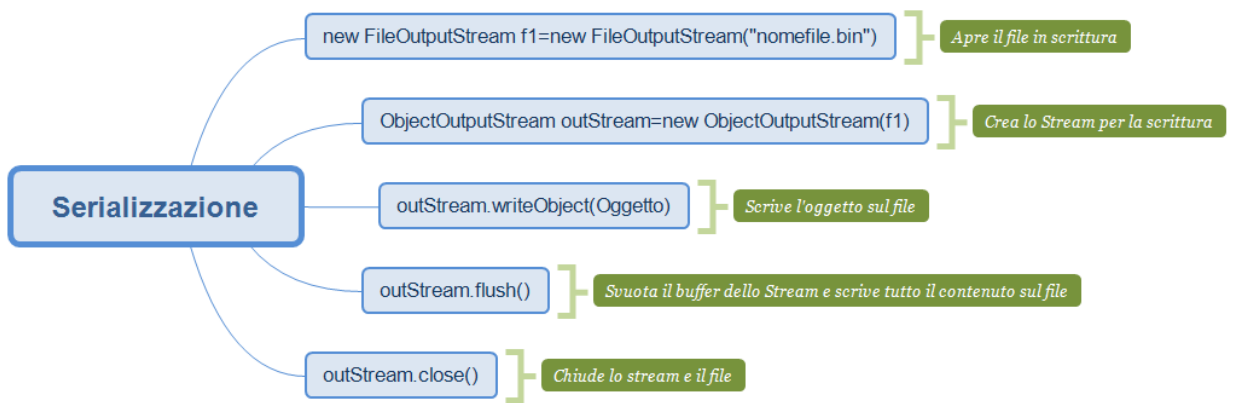 new FileOutputStream f1=new FileOutputStream("nomefile.bin")
Apre il file in scrittura
ObjectOutputStream outStream=new ObjectOutputStream(f1)
Crea lo Stream per la scrittura
Serializzazione
outStream.writeObject(Oggetto)
Scrive l'oggetto sul file
outStream.flush()
Svuota il buffer dello Stream e scrive tutto il contenuto sul file
outStream.close()
Chiude lo stream e il file